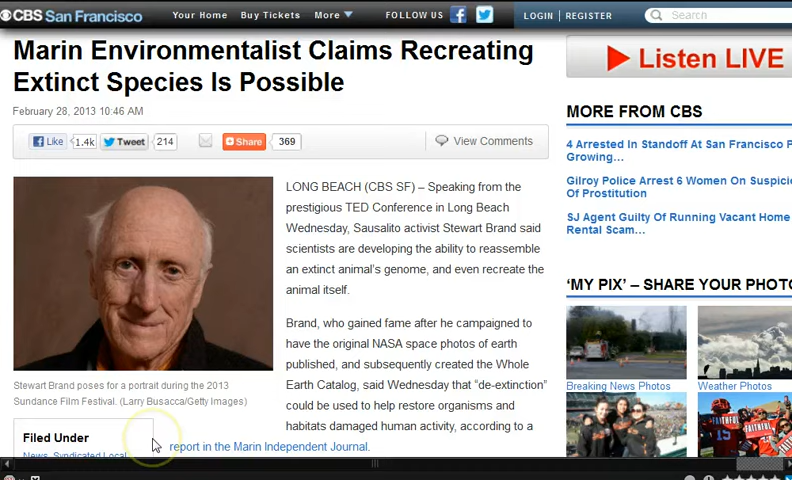 CBS San Francisco
Your Home Buy Tickets More FOLLOW US LOGIN | REGISTER Search
Marin Environmentalist Claims Recreating
Extinct Species Is Possible
February 28, 2013 10:46 AM
Like 1.4k Tweet 214 Share 369 View Comments
LONG BEACH (CBS SF) – Speaking from the
prestigious TED Conference in Long Beach
Wednesday, Sausalito activist Stewart Brand said
scientists are developing the ability to reassemble
an extinct animal's genome, and even recreate the
animal itself.
Brand, who gained fame after he campaigned to
have the original NASA space photos of earth
published, and subsequently created the Whole
Earth Catalog, said Wednesday that "de-extinction"
could be used to help restore organisms and
habitats damaged human activity, according to a
report in the Marin Independent Journal.
Stewart Brand poses for a portrait during the 2013
Sundance Film Festival. (Larry Busacca/Getty Images)
Filed Under
News, Syndicated Local
Listen LIVE
MORE FROM CBS
4 Arrested In Standoff At San Francisco P
Growing...
Gilroy Police Arrest 6 Women On Suspicio
Of Prostitution
SJ Agent Guilty Of Running Vacant Home
Rental Scam...
'MY PIX' – SHARE YOUR PHOTO
Breaking News Photos Weather Photos
FAITHFUL